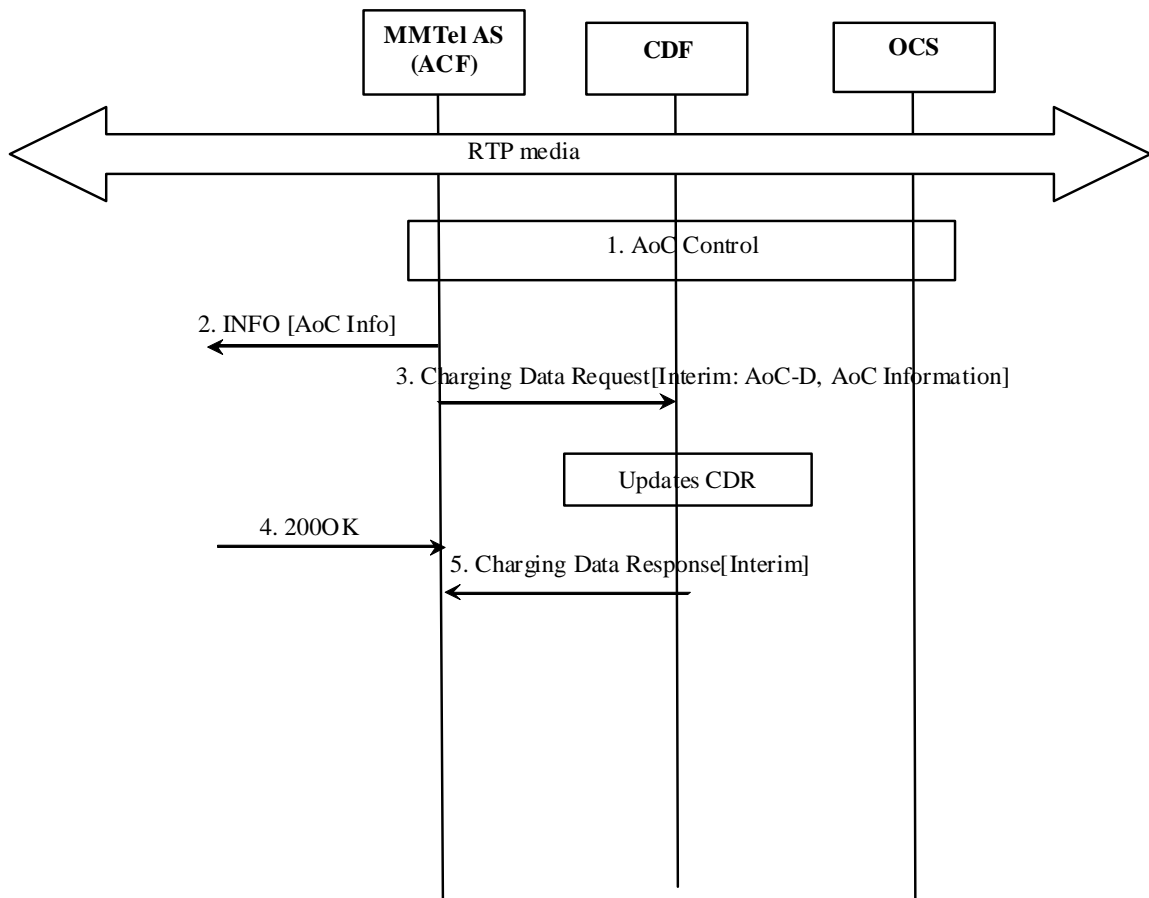 MMTel AS
(ACF)
CDF
OCS
RTP media
1. AoC Control
2. INFO [AoC Info]
3. Charging Data Request[Interim: AoC-D, AoC Information]
Updates CDR
4. 200OK
5. Charging Data Response[Interim]